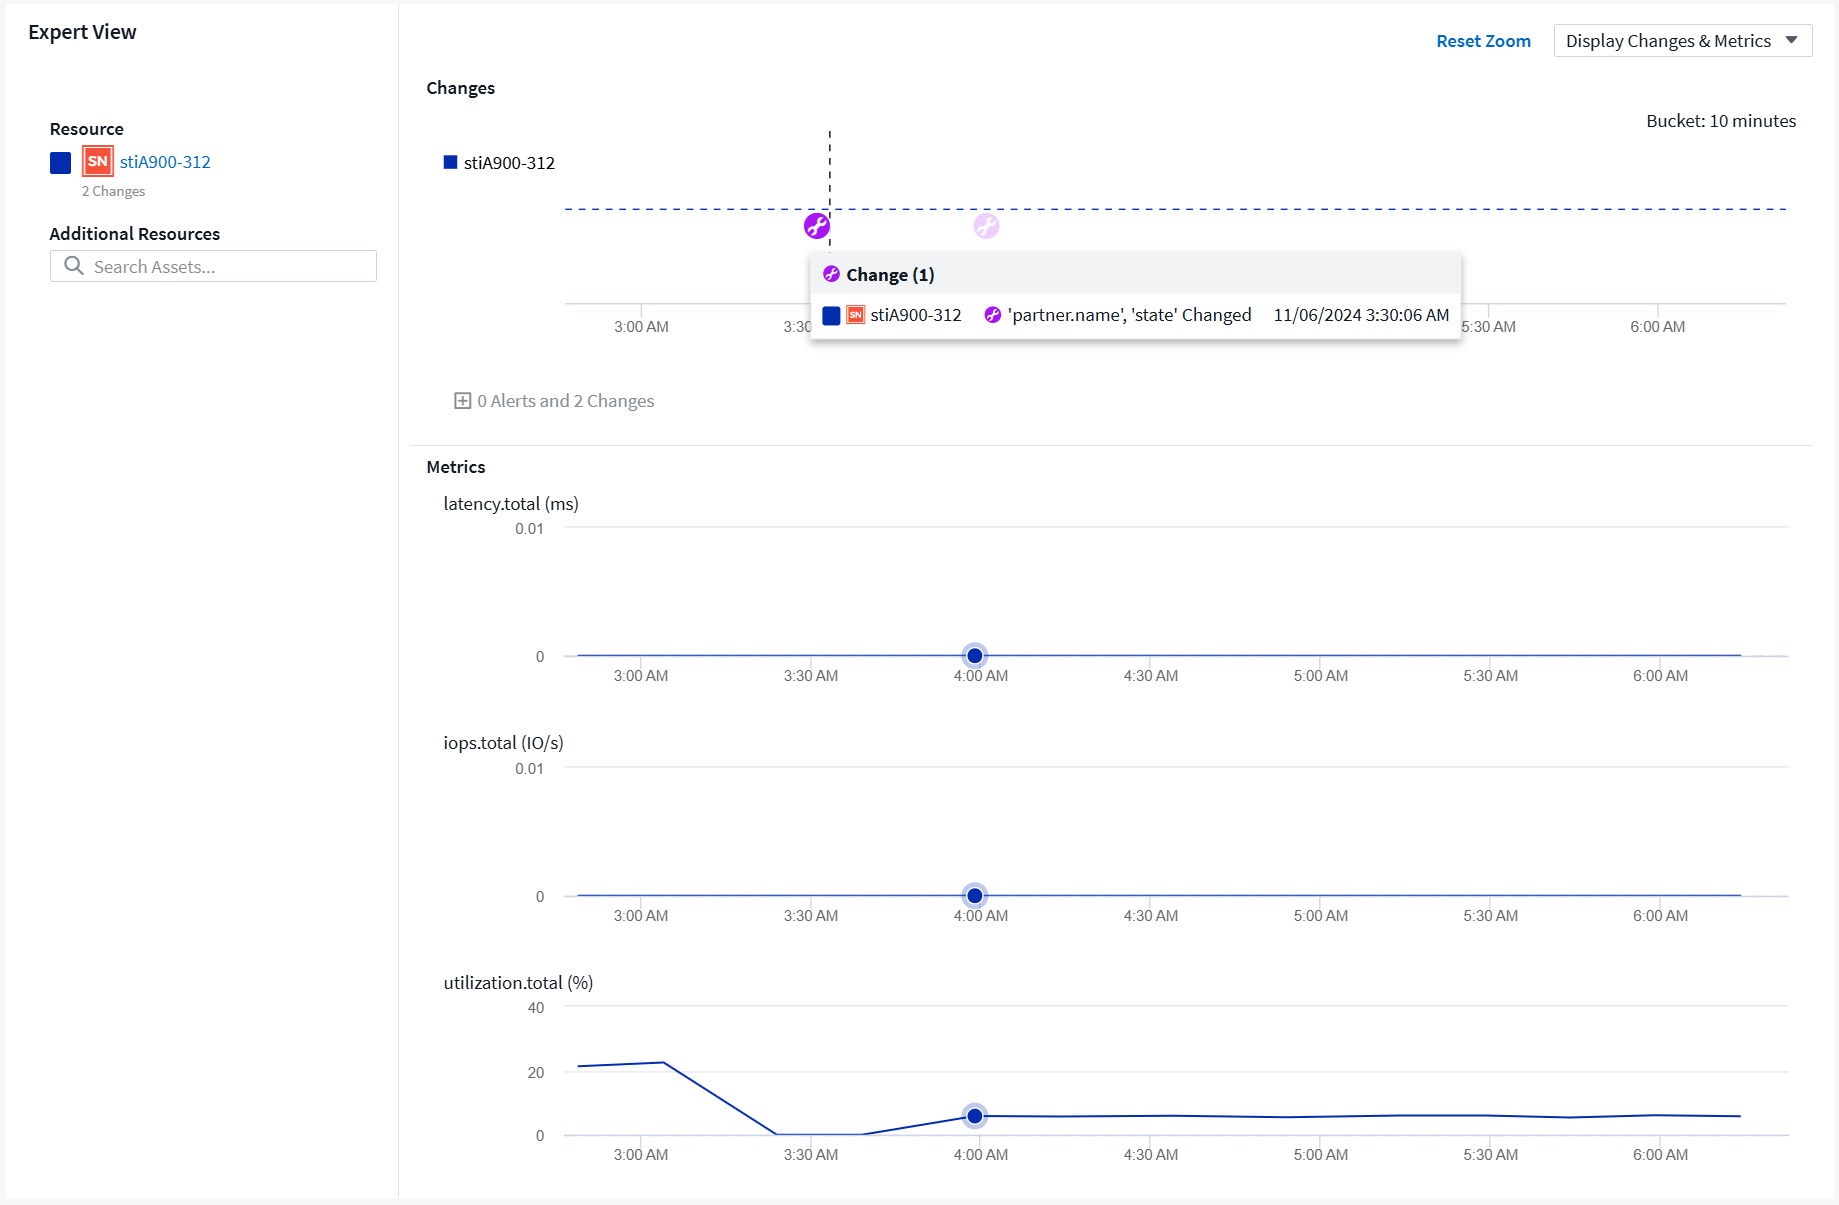 Expert View
Reset Zoom
Display Changes & Metrics
Changes
Bucket: 10 minutes
Resource
SN stiA900-312
2 Changes
stiA900-312
Additional Resources
Search Assets...
Change (1)
SN stiA900-312 'partner.name', 'state' Changed 11/06/2024 3:30:06 AM
3:00 AM 3:30 5:30 AM 6:00 AM
0 Alerts and 2 Changes
Metrics
latency.total (ms)
0.01
0
3:00 AM 3:30 AM 4:00 AM 4:30 AM 5:00 AM 5:30 AM 6:00 AM
iops.total (IO/s)
0.01
0
3:00 AM 3:30 AM 4:00 AM 4:30 AM 5:00 AM 5:30 AM 6:00 AM
utilization.total (%)
40
20
0
3:00 AM 3:30 AM 4:00 AM 4:30 AM 5:00 AM 5:30 AM 6:00 AM